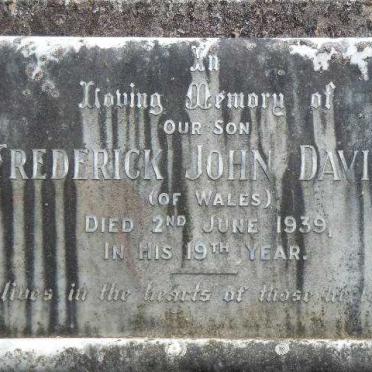 In
Loving Memory of
OUR SON
FREDERICK JOHN DAVI
(OF WALES)
DIED 2ND JUNE 1939,
IN HIS 19TH YEAR.
lives in the hearts of those